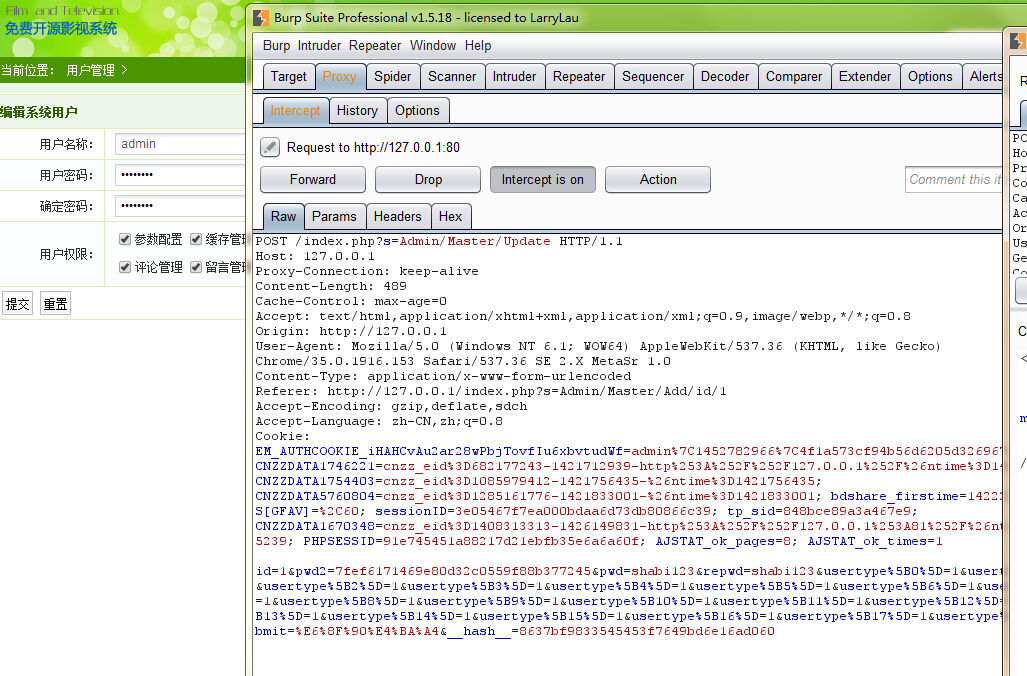 Film and Television
免费开源影视系统
当前位置： 用户管理 >
编辑系统用户
用户名称： admin
用户密码： ••••••••
确定密码： ••••••••
用户权限： 参数配置 缓存管理
评论管理 留言管理
提交 重置
Burp Suite Professional v1.5.18 - licensed to LarryLau
Burp Intruder Repeater Window Help
Target Proxy Spider Scanner Intruder Repeater Sequencer Decoder Comparer Extender Options Alerts
Intercept History Options
Request to http://127.0.0.1:80
Forward Drop Intercept is on Action Comment this it
Raw Params Headers Hex
POST /index.php?s=Admin/Master/Update HTTP/1.1
Host: 127.0.0.1
Proxy-Connection: keep-alive
Content-Length: 489
Cache-Control: max-age=0
Accept: text/html,application/xhtml+xml,application/xml;q=0.9,image/webp,*/*;q=0.8
Origin: http://127.0.0.1
User-Agent: Mozilla/5.0 (Windows NT 6.1; WOW64) AppleWebKit/537.36 (KHTML, like Gecko)
Chrome/35.0.1916.153 Safari/537.36 SE 2.X MetaSr 1.0
Content-Type: application/x-www-form-urlencoded
Referer: http://127.0.0.1/index.php?s=Admin/Master/Add/id/1
Accept-Encoding: gzip,deflate,sdch
Accept-Language: zh-CN,zh;q=0.8
Cookie:
EM_AUTHCOOKIE_iHAHCvAu2ar28wPbjTovfIu6xbvtudWf=admin%7C1452782966%7C4f1a573cf94b56d6205d326967
CNZZDATA1746221=cnzz_eid%3D682177243-1421712939-http%253A%252F%252F127.0.0.1%252F%26ntime%3D14
CNZZDATA1754403=cnzz_eid%3D1085979412-1421756435-%26ntime%3D1421756435;
CNZZDATA5760804=cnzz_eid%3D1285161776-1421833001-%26ntime%3D1421833001; bdshare_firstime=14222
S[GFAV]=%2C60; sessionID=3e05467f7ea000bdaa6d73db80866c39; tp_sid=848bce89a3a467e9;
CNZZDATA1670348=cnzz_eid%3D1408313313-1426149831-http%253A%252F%252F127.0.0.1%253A81%252F%26nt
5239; PHPSESSID=91e745451a88217d21ebfb35e6a6a60f; AJSTAT_ok_pages=8; AJSTAT_ok_times=1
id=1&pwd2=7fef6171469e80d32c0559f88b377245&pwd=shabi123&repwd=shabi123&usertype%5B0%5D=1&usert
&usertype%5B2%5D=1&usertype%5B3%5D=1&usertype%5B4%5D=1&usertype%5B5%5D=1&usertype%5B6%5D=1&use
=1&usertype%5B8%5D=1&usertype%5B9%5D=1&usertype%5B10%5D=1&usertype%5B11%5D=1&usertype%5B12%5D=
B13%5D=1&usertype%5B14%5D=1&usertype%5B15%5D=1&usertype%5B16%5D=1&usertype%5B17%5D=1&usertype%
bmit=%E6%8F%90%E4%BA%A4&__hash__=8637bf9833545453f7649bd6e16ad060